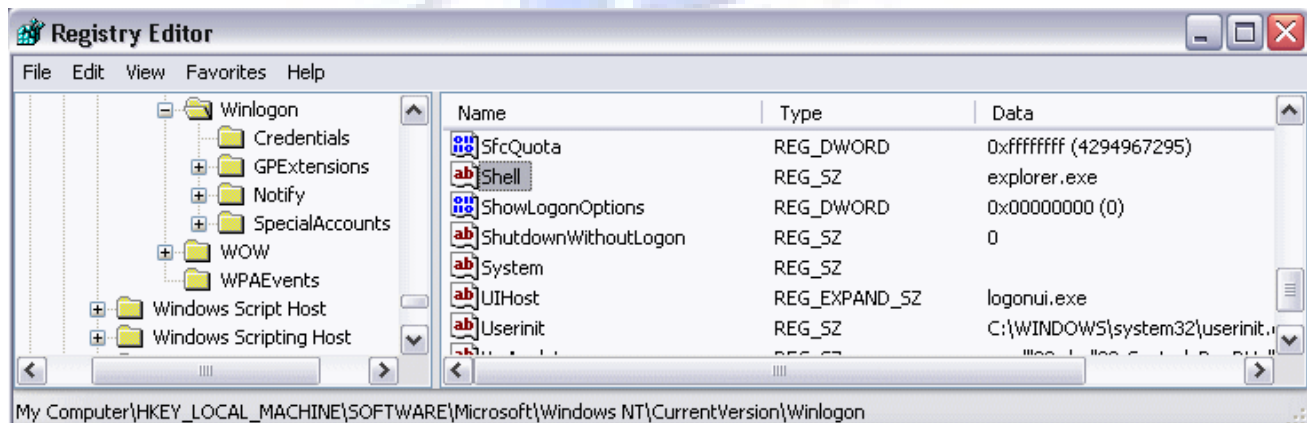 Registry Editor
File Edit View Favorites Help
Winlogon
Credentials
GPExtensions
Notify
SpecialAccounts
WOW
WPAEvents
Windows Script Host
Windows Scripting Host
Name Type Data
SfcQuota REG_DWORD 0xffffffff (4294967295)
Shell REG_SZ explorer.exe
ShowLogonOptions REG_DWORD 0x00000000 (0)
ShutdownWithoutLogon REG_SZ 0
System REG_SZ
UIHost REG_EXPAND_SZ logonui.exe
Userinit REG_SZ C:\WINDOWS\system32\userinit.
My Computer\HKEY_LOCAL_MACHINE\SOFTWARE\Microsoft\Windows NT\CurrentVersion\Winlogon